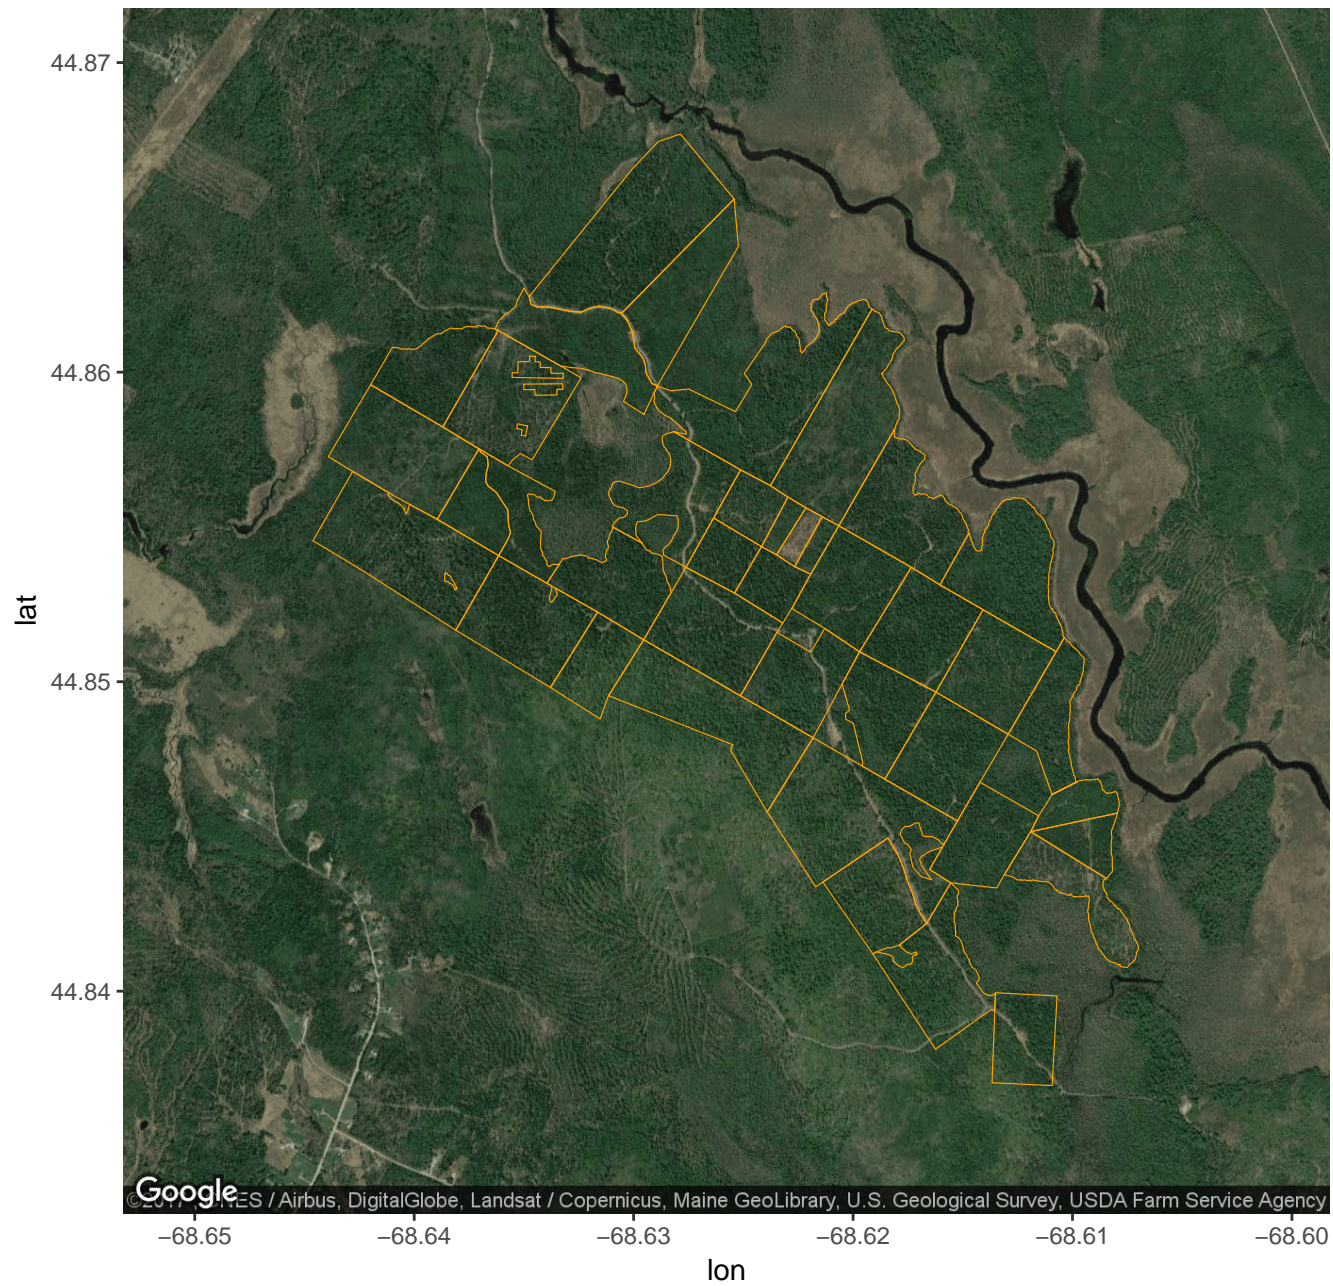 44.87
44.86
44.85
44.84
lat
Google
Airbus, DigitalGlobe, Landsat / Copernicus, Maine GeoLibrary, U.S. Geological Survey, USDA Farm Service Agency
−68.65 −68.64 −68.63 −68.62 −68.61 −68.60
lon